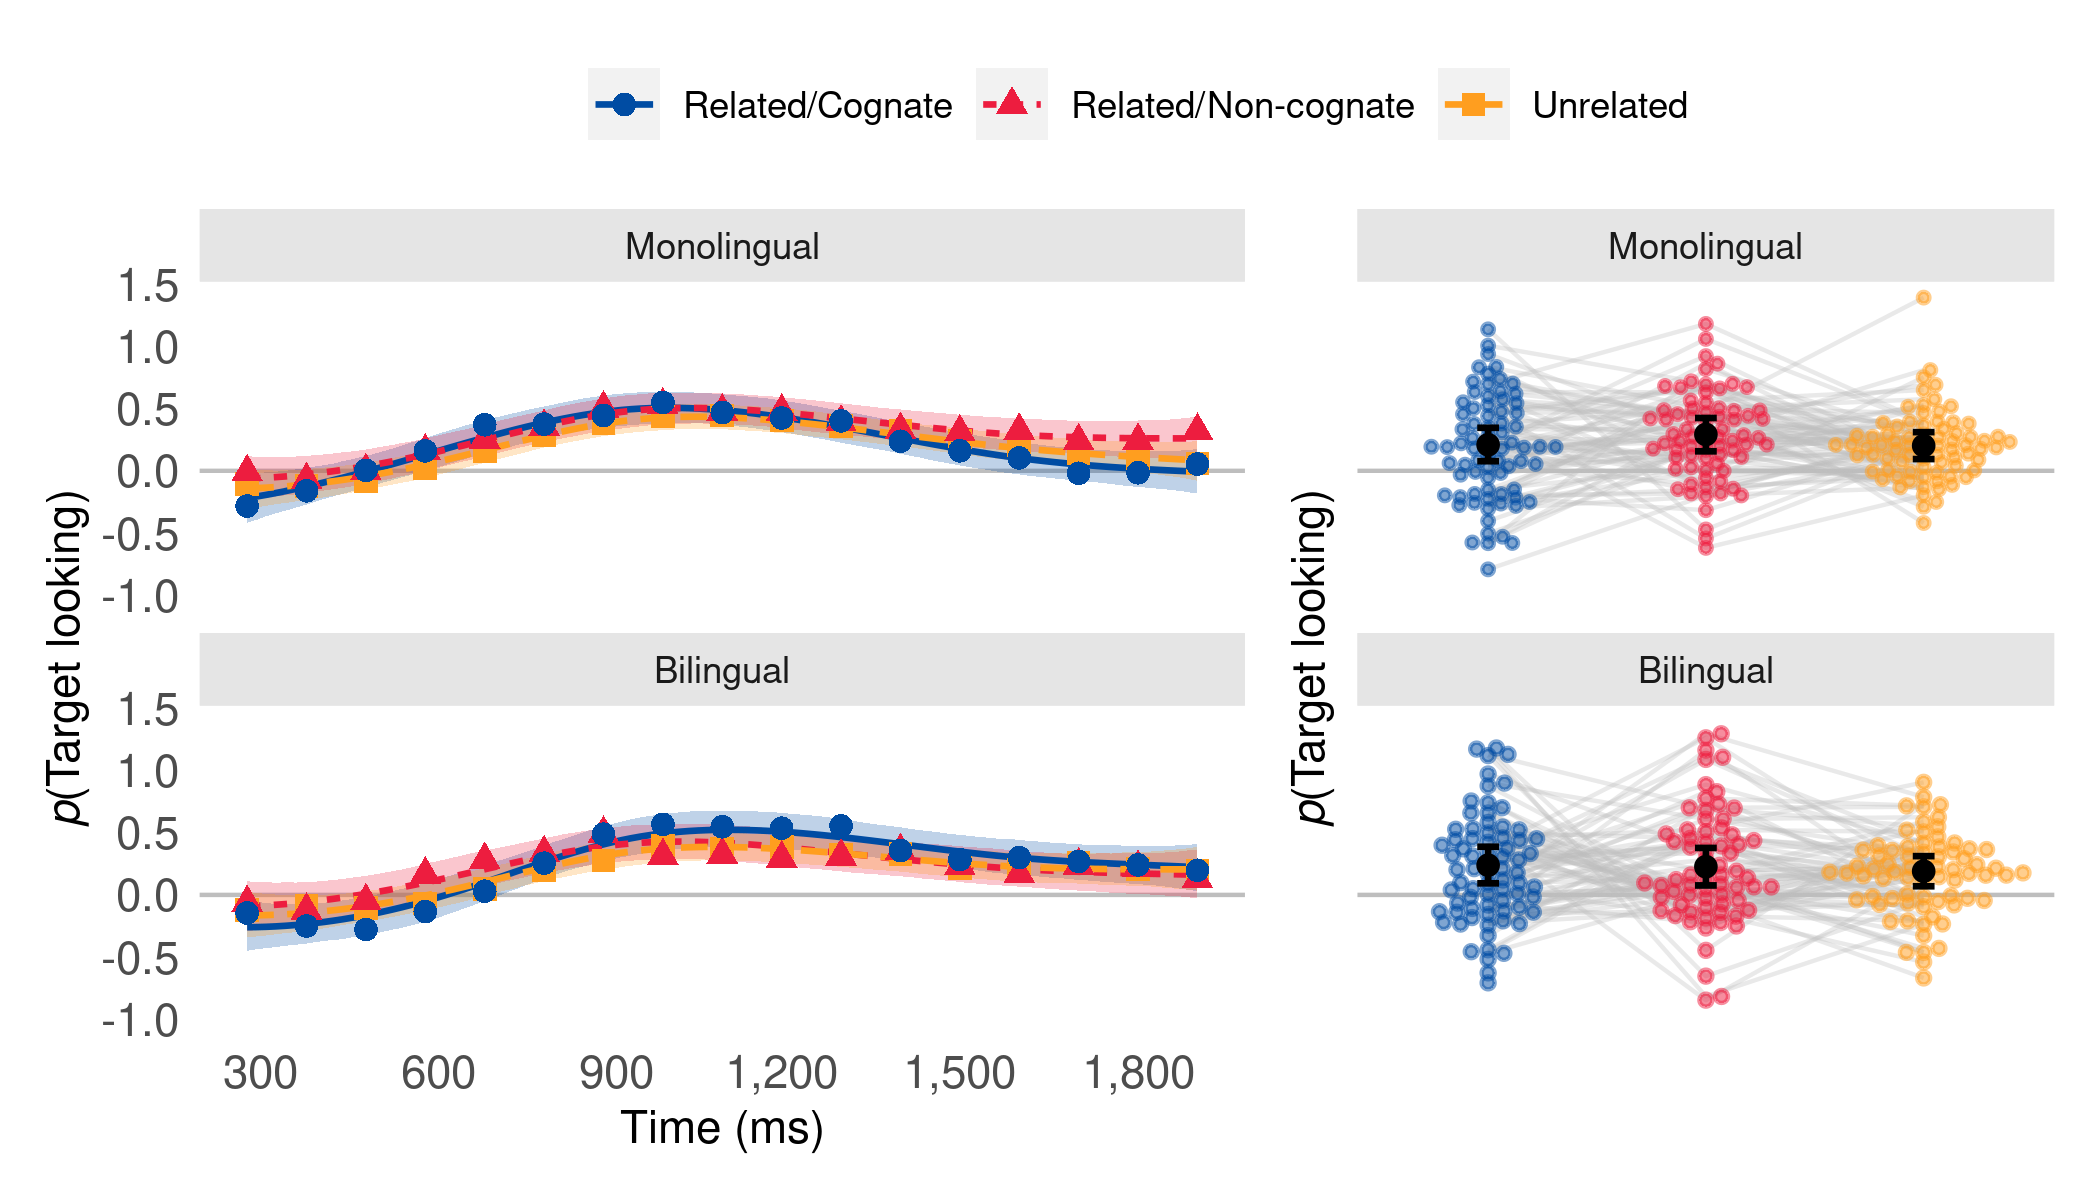 Related/Cognate Related/Non-cognate Unrelated
Monolingual
1.5
1.0
0.5
0.0
-0.5
-1.0
Bilingual
1.5
1.0
0.5
0.0
-0.5
-1.0
p(Target looking)
300 600 900 1,200 1,500 1,800
Time (ms)
Monolingual
Bilingual
p(Target looking)